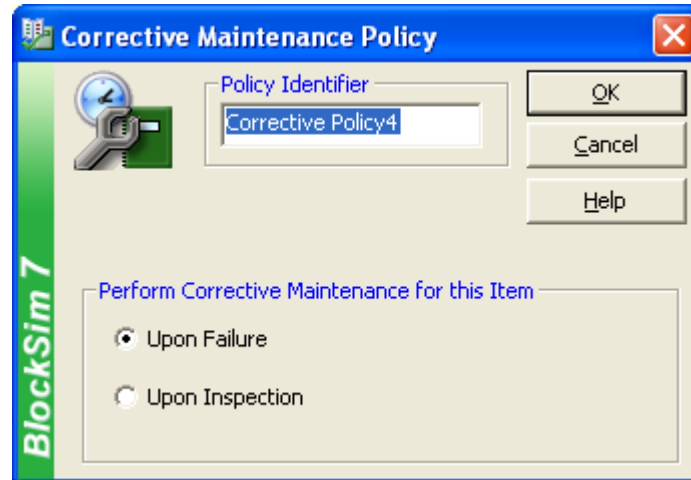 Corrective Maintenance Policy
Policy Identifier
Corrective Policy4
OK
Cancel
Help
BlockSim 7
Perform Corrective Maintenance for this Item
Upon Failure
Upon Inspection